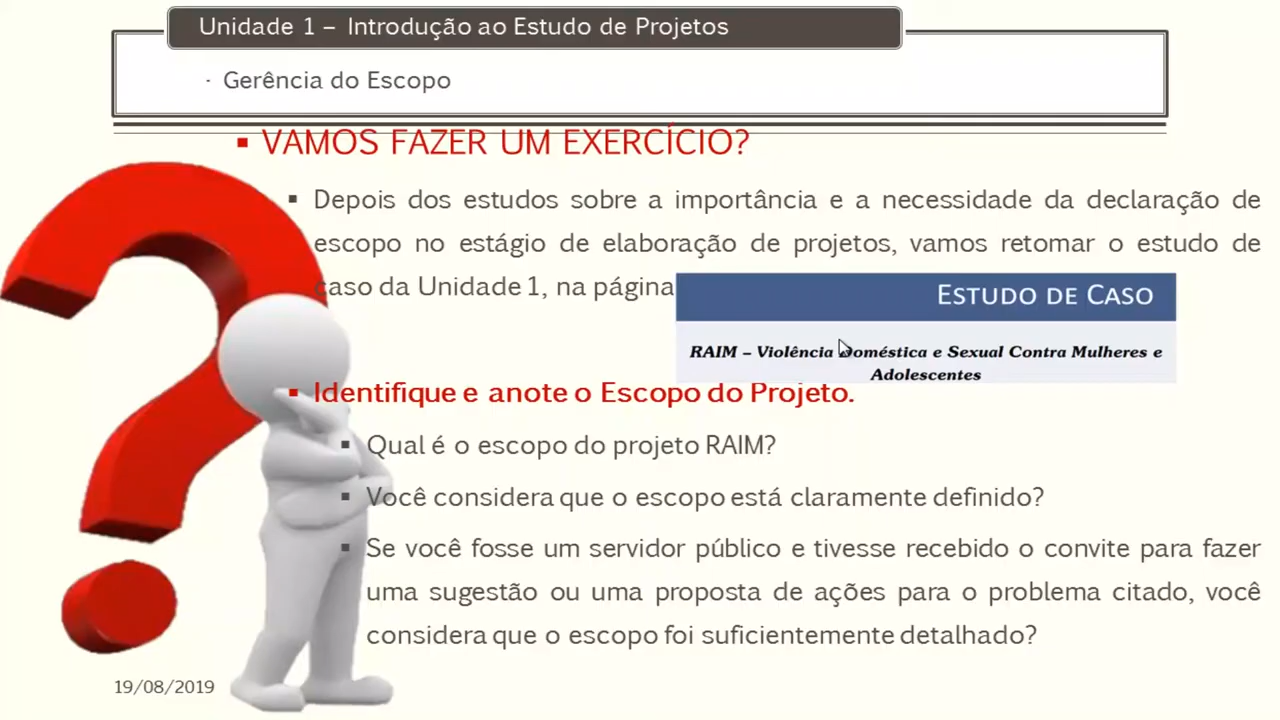 Unidade 1 – Introdução ao Estudo de Projetos
· Gerência do Escopo
▪ VAMOS FAZER UM EXERCÍCIO?
▪ Depois dos estudos sobre a importância e a necessidade da declaração de
escopo no estágio de elaboração de projetos, vamos retomar o estudo de
caso da Unidade 1, na página
ESTUDO DE CASO
RAIM – Violência Doméstica e Sexual Contra Mulheres e
Adolescentes
▪ Identifique e anote o Escopo do Projeto.
▪ Qual é o escopo do projeto RAIM?
▪ Você considera que o escopo está claramente definido?
▪ Se você fosse um servidor público e tivesse recebido o convite para fazer
uma sugestão ou uma proposta de ações para o problema citado, você
considera que o escopo foi suficientemente detalhado?
19/08/2019